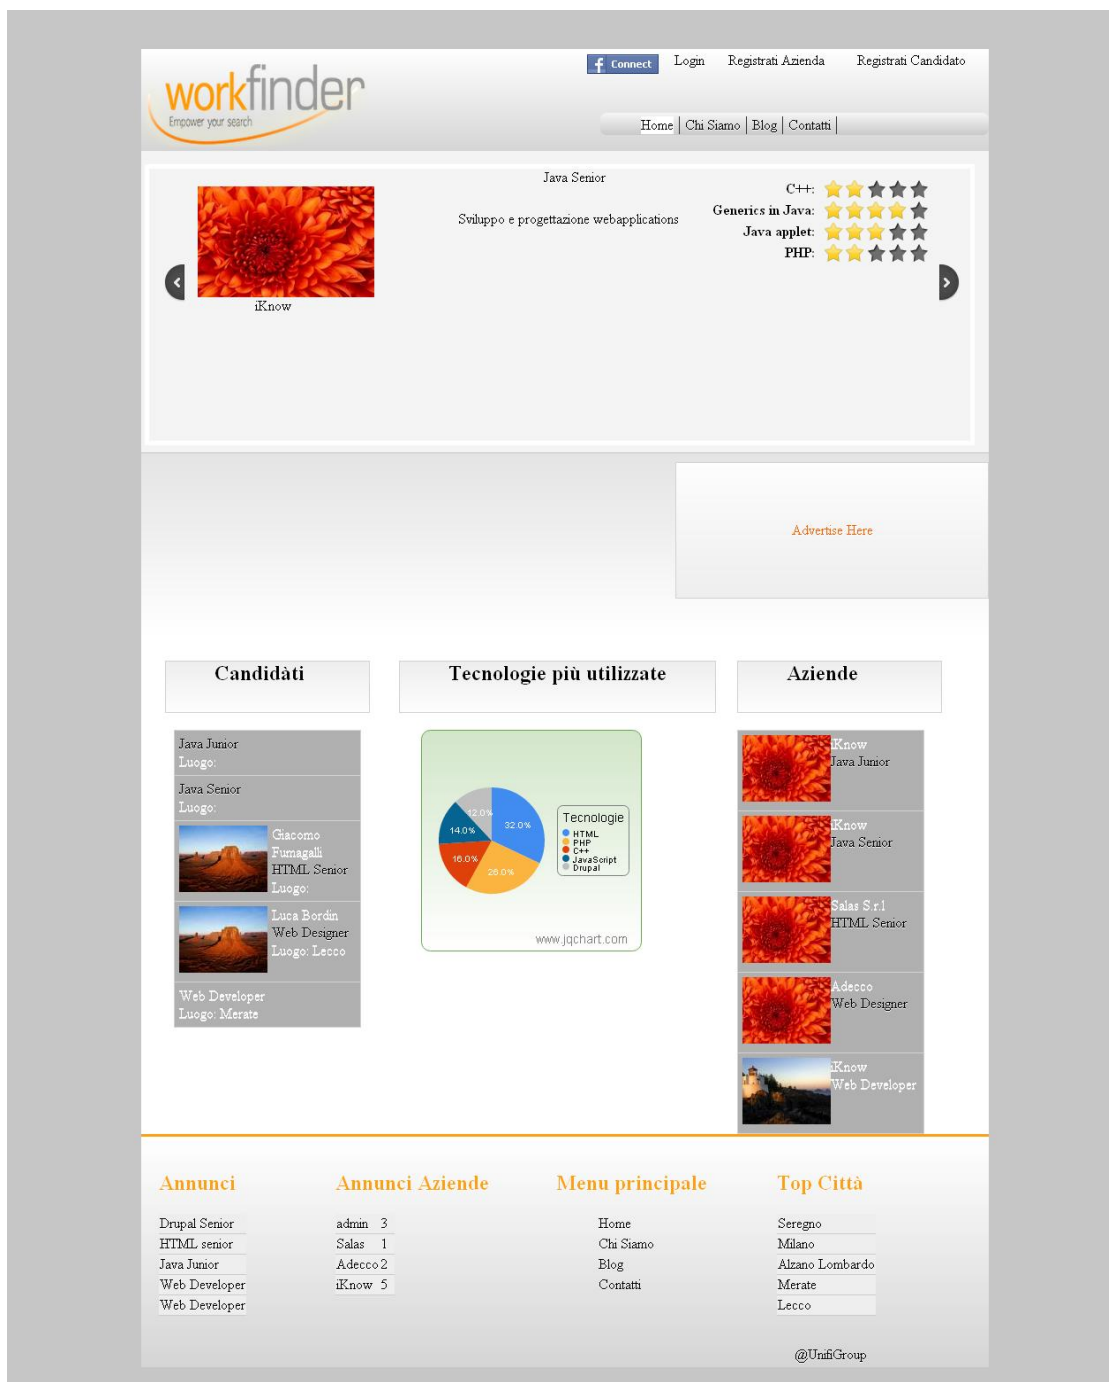 workfinder
Empower your search
Connect
Login
Registrati Azienda
Registrati Candidato
Home
Chi Siamo
Blog
Contatti
Java Senior
Sviluppo e progettazione webapplications
C++:
Generics in Java:
Java applet:
PHP:
iKnow
Advertise Here
Candidàti
Tecnologie più utilizzate
Aziende
Java Junior
Luogo:
Java Senior
Luogo:
Giacomo
Fumagalli
HTML Senior
Luogo:
Luca Bordin
Web Designer
Luogo: Lecco
Web Developer
Luogo: Merate
12.0%
32.0%
14.0%
16.0%
26.0%
Tecnologie
HTML
PHP
C++
JavaScript
Drupal
www.jqchart.com
iKnow
Java Junior
iKnow
Java Senior
Salas S.r.l
HTML Senior
Adecco
Web Designer
iKnow
Web Developer
Annunci
Drupal Senior
HTML senior
Java Junior
Web Developer
Web Developer
Annunci Aziende
admin 3
Salas 1
Adecco 2
iKnow 5
Menu principale
Home
Chi Siamo
Blog
Contatti
Top Città
Seregno
Milano
Alzano Lombardo
Merate
Lecco
@UnifiGroup